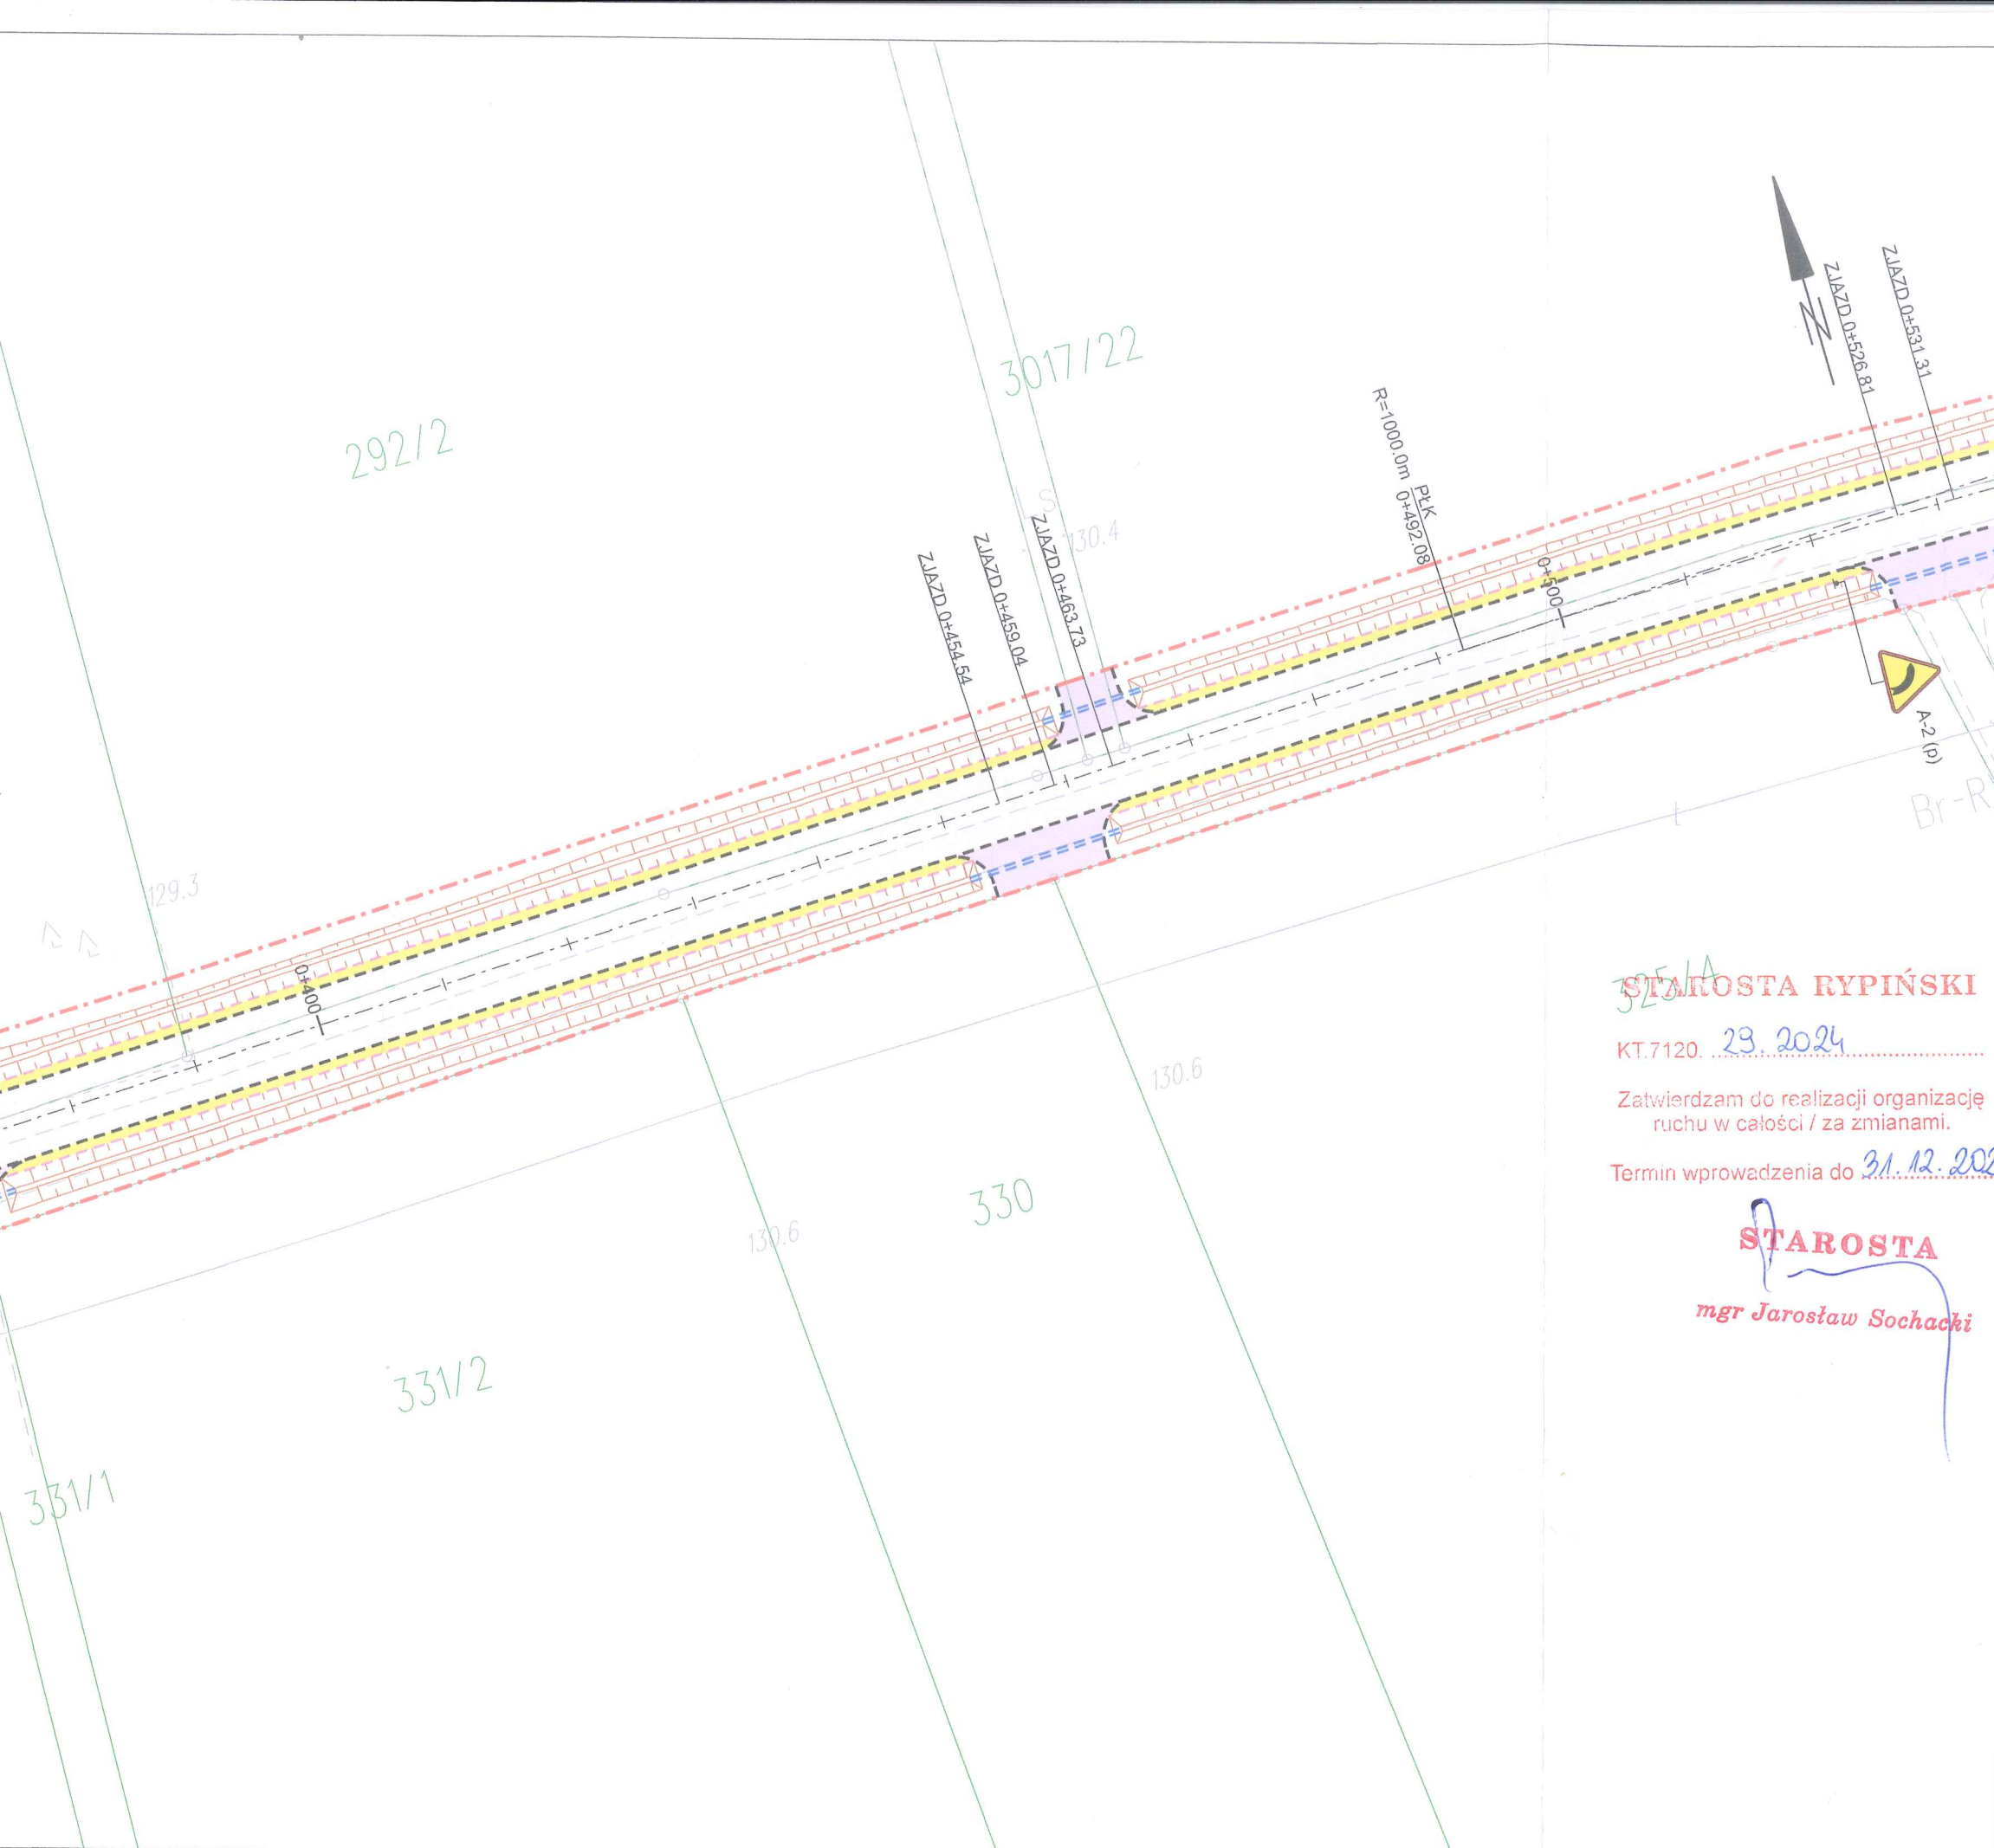 3017/22
292/2
S
130.4
ZJAZD 0+454.54
ZJAZD 0+459.04
ZJAZD 0+463.73
R=1000.0m
PŁK
0+492.08
0+500
ZJAZD 0+526.81
ZJAZD 0+531.31
N
A-2 (p)
Br-R
129.3
0+400
325/4
STAROSTA RYPIŃSKI
KT.7120. 29.2024
Zatwierdzam do realizacji organizację
ruchu w całości / za zmianami.
Termin wprowadzenia do 31.12.202
STAROSTA
mgr Jarosław Sochacki
130.6
130.6
330
331/2
331/1